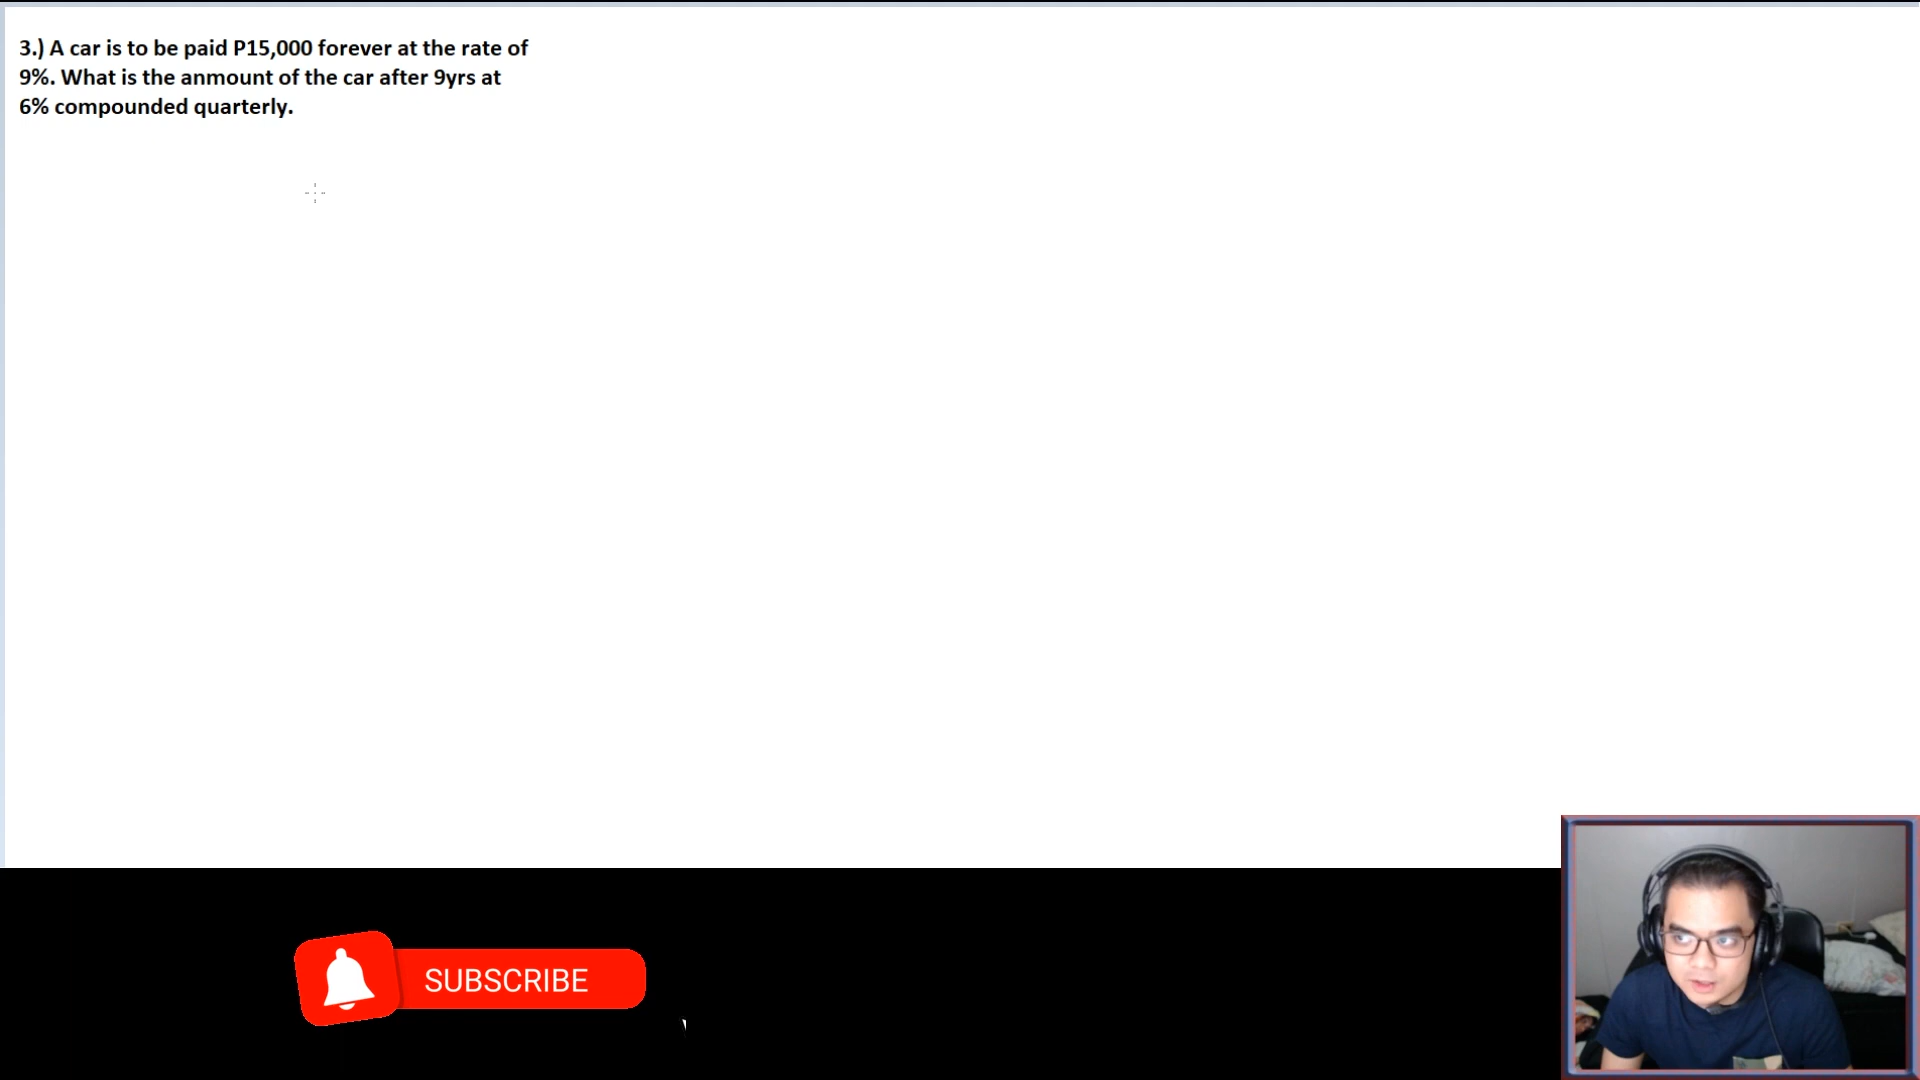 3.) A car is to be paid P15,000 forever at the rate of
9%. What is the anmount of the car after 9yrs at
6% compounded quarterly.
SUBSCRIBE